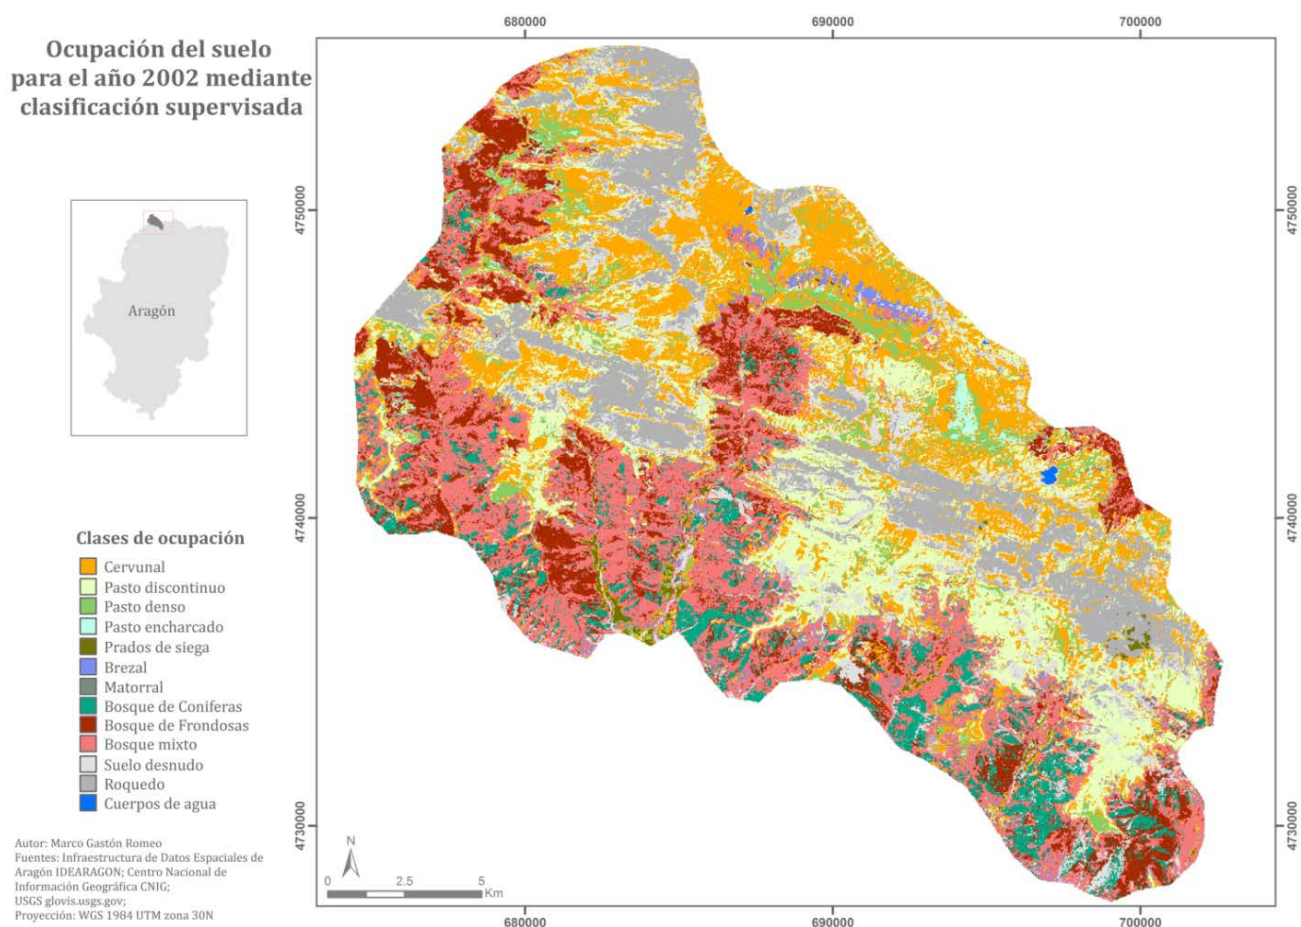 Ocupación del suelo
para el año 2002 mediante
clasificación supervisada
Aragón
Clases de ocupación
Cervunal
Pasto discontinuo
Pasto denso
Pasto encharcado
Prados de siega
Brezal
Matorral
Bosque de Coniferas
Bosque de Frondosas
Bosque mixto
Suelo desnudo
Roquedo
Cuerpos de agua
Autor: Marco Gastón Romeo
Fuentes: Infraestructura de Datos Espaciales de
Aragón IDEARAGON; Centro Nacional de
Información Geográfica CNIG;
USGS glovis.usgs.gov;
Proyección: WGS 1984 UTM zona 30N
680000 690000 700000
4750000
4740000
4730000
4750000
4740000
4730000
N
0 2.5 5
Km
680000 690000 700000